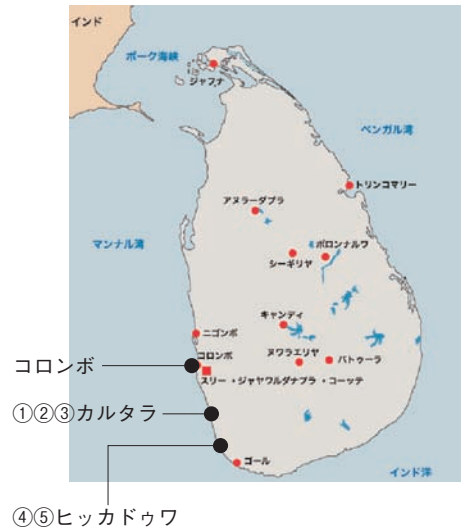 インド
ポーク海峡
ジャフナ
ベンガル湾
トリンコマリー
アヌラーダプラ
マンナル湾
シーギリヤ
ポロンナルワ
キャンディ
ニゴンボ
コロンボ
コロンボ
ヌワラエリヤ
バトゥーラ
スリー・ジャヤワルダナプラ・コーッテ
①②③カルタラ
ゴール
インド洋
④⑤ヒッカドゥワ